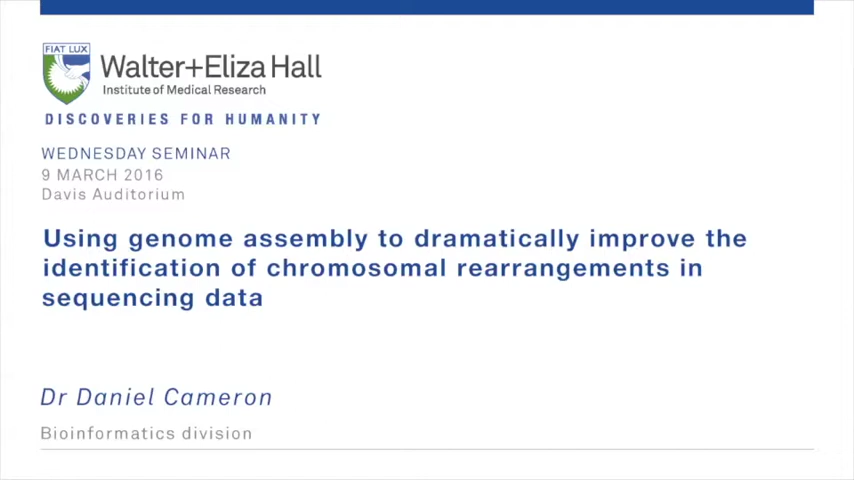 FIAT LUX
Walter+Eliza Hall
Institute of Medical Research
DISCOVERIES FOR HUMANITY
WEDNESDAY SEMINAR
9 MARCH 2016
Davis Auditorium
Using genome assembly to dramatically improve the
identification of chromosomal rearrangements in
sequencing data
Dr Daniel Cameron
Bioinformatics division